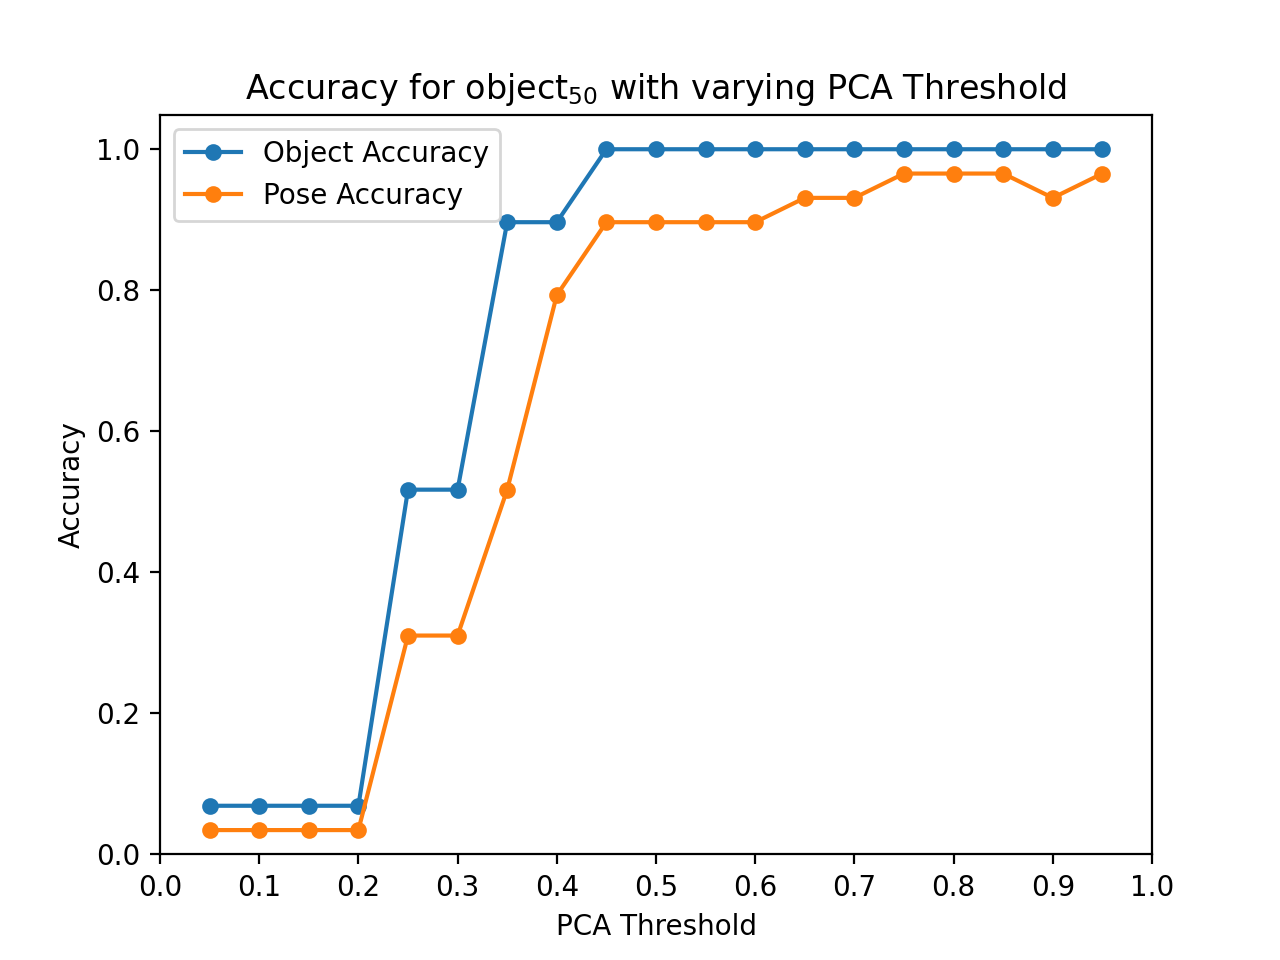 Accuracy for object₅₀ with varying PCA Threshold
Object Accuracy
Pose Accuracy
1.0
0.8
0.6
0.4
0.2
0.0
Accuracy
0.0 0.1 0.2 0.3 0.4 0.5 0.6 0.7 0.8 0.9 1.0
PCA Threshold